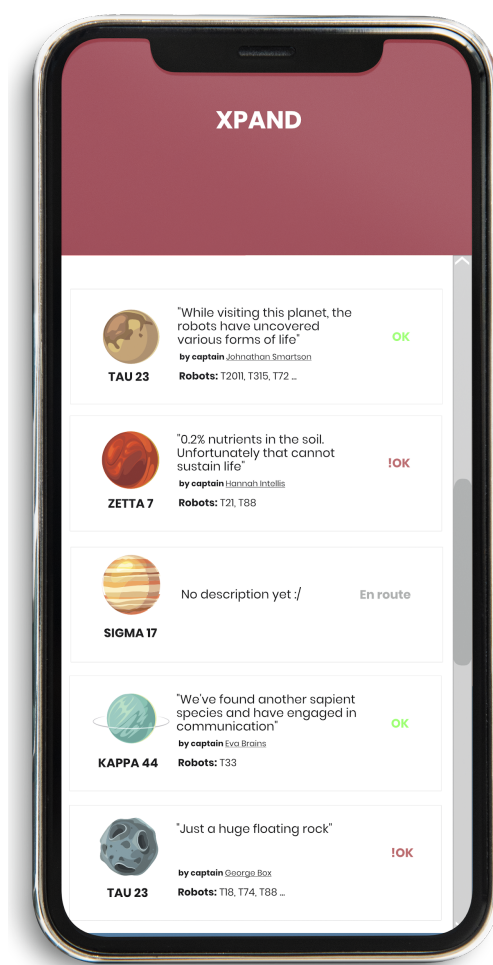 XPAND
"While visiting this planet, the
robots have uncovered
various forms of life"
OK
by captain Johnathan Smartson
TAU 23
Robots: T2011, T315, T72 ...
"0.2% nutrients in the soil.
Unfortunately that cannot
sustain life"
!OK
by captain Hannah Intollis
ZETTA 7
Robots: T21, T88
No description yet :/
En route
SIGMA 17
"We've found another sapient
species and have engaged in
communication"
OK
by captain Eva Brains
KAPPA 44
Robots: T33
"Just a huge floating rock"
!OK
by captain George Box
TAU 23
Robots: T18, T74, T88 ...